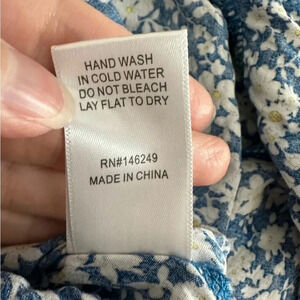 HAND WASH
IN COLD WATER
DO NOT BLEACH
LAY FLAT TO DRY
RN#146249
MADE IN CHINA